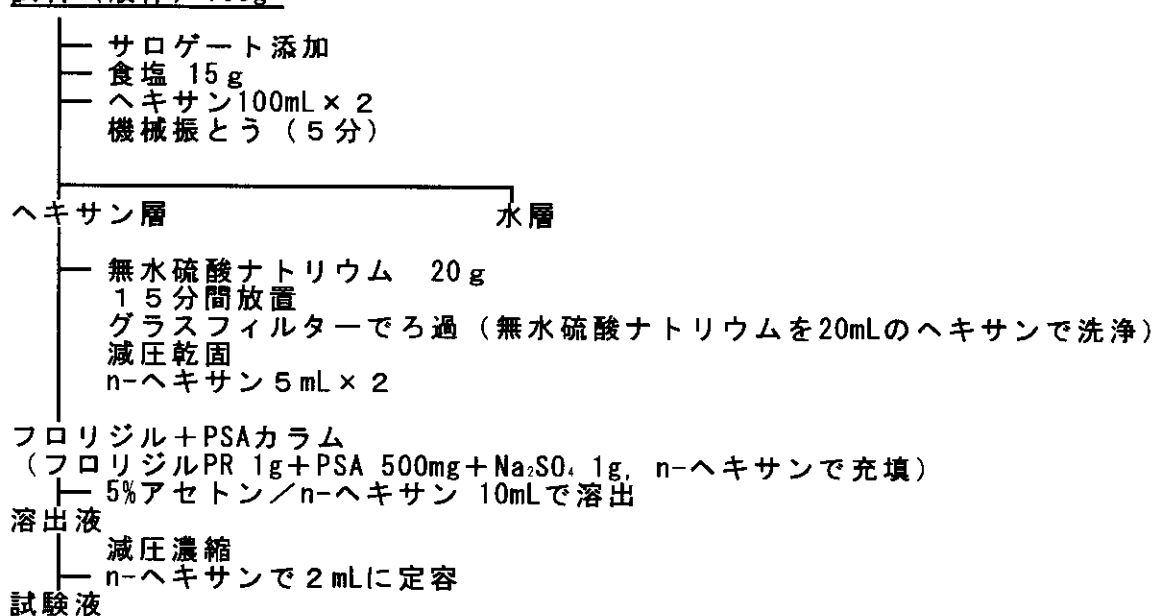 サロゲート添加
食塩 15g
ヘキサン100mL×2
機械振とう(5分)
ヘキサン層 水層
無水硫酸ナトリウム 20g
15分間放置
グラスフィルターでろ過(無水硫酸ナトリウムを20mLのヘキサンで洗浄)
減圧乾固
n-ヘキサン5mL×2
フロリジル+PSAカラム
(フロリジルPR 1g+PSA 500mg+Na₂SO₄ 1g, n-ヘキサンで充填)
5%アセトン/n-ヘキサン 10mLで溶出
溶出液
減圧濃縮
n-ヘキサンで2mLに定容
試験液